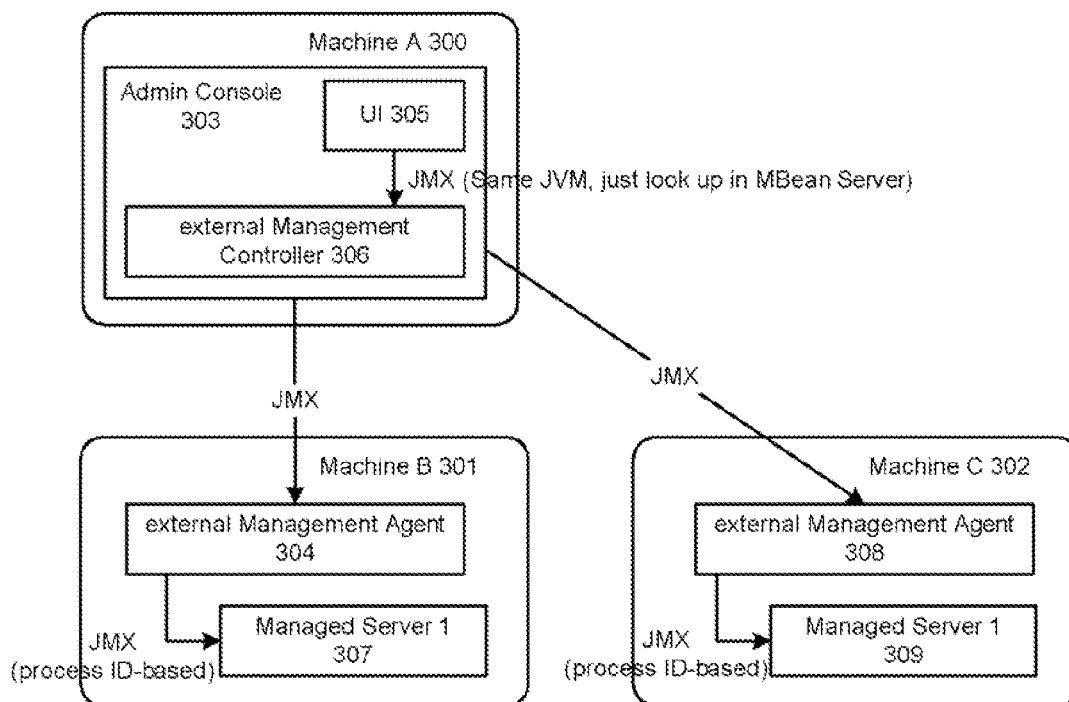 Machine A 300
Admin Console
303
UI 305
JMX (Same JVM, just look up in MBean Server)
external Management
Controller 306
JMX
JMX
Machine B 301
external Management Agent
304
JMX
(process ID-based)
Managed Server 1
307
Machine C 302
external Management Agent
308
JMX
(process ID-based)
Managed Server 1
309